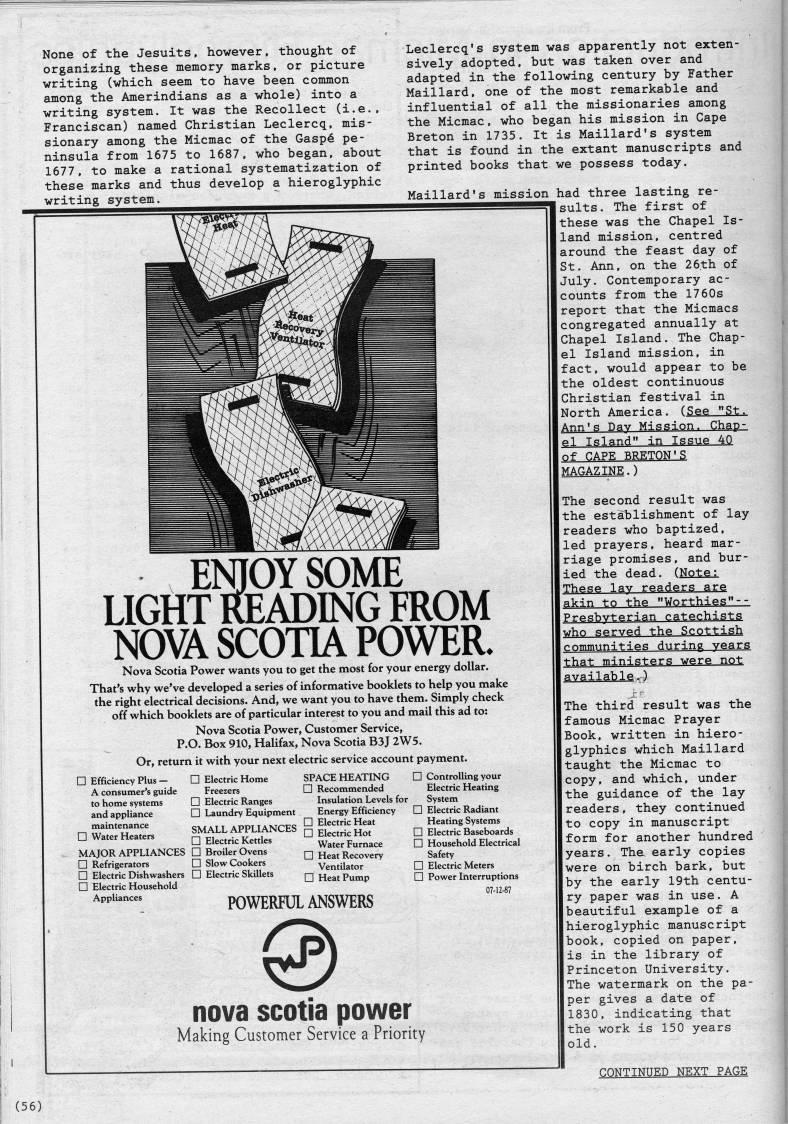 None of the Jesuits, however, thought of
organizing these memory marks, or picture
writing (which seem to have been common
among the Amerindians as a whole) into a
writing system. It was the Recollect (i.e.,
Franciscan) named Christian Leclercq, mis-
sionary among the Micmac of the Gaspé pe-
ninsula from 1675 to 1687, who began, about
1677, to make a rational systematization of
these marks and thus develop a hieroglyphic
writing system.
Leclercq's system was apparently not exten-
sively adopted, but was taken over and
adapted in the following century by Father
Maillard, one of the most remarkable and
influential of all the missionaries among
the Micmac, who began his mission in Cape
Breton in 1735. It is Maillard's system
that is found in the extant manuscripts and
printed books that we possess today.
Maillard's mission had three lasting re-
sults. The first of
these was the Chapel Is-
land mission, centred
around the feast day of
St. Ann, on the 26th of
July. Contemporary ac-
counts from the 1760s
report that the Micmacs
congregated annually at
Chapel Island. The Chap-
el Island mission, in
fact, would appear to be
the oldest continuous
Christian festival in
North America. (See "St.
Ann's Day Mission, Chap-
el Island" in Issue 40
of CAPE BRETON'S
MAGAZINE.)
The second result was
the establishment of lay
readers who baptized,
led prayers, heard mar-
riage promises, and bur-
ied the dead. (Note:
These lay readers are
akin to the "Worthies"--
Presbyterian catechists
who served the Scottish
communities during years
that ministers were not
available.)
The third result was the
famous Micmac Prayer
Book, written in hiero-
glyphics which Maillard
taught the Micmac to
copy, and which, under
the guidance of the lay
readers, they continued
to copy in manuscript
form for another hundred
years. The early copies
were on birch bark, but
by the early 19th centu-
ry paper was in use. A
beautiful example of a
hieroglyphic manuscript
book, copied on paper,
is in the library of
Princeton University.
The watermark on the pa-
per gives a date of
1830, indicating that
the work is 150 years
old.
CONTINUED NEXT PAGE
Electric
Heat
Heat
Recovery
Ventilator
Electric
Dishwasher
ENJOY SOME
LIGHT READING FROM
NOVA SCOTIA POWER.
Nova Scotia Power wants you to get the most for your energy dollar.
That's why we've developed a series of informative booklets to help you make
the right electrical decisions. And, we want you to have them. Simply check
off which booklets are of particular interest to you and mail this ad to:
Nova Scotia Power, Customer Service,
P.O. Box 910, Halifax, Nova Scotia B3J 2W5.
Or, return it with your next electric service account payment.
☐ Efficiency Plus —
A consumer's guide
to home systems
and appliance
maintenance
☐ Water Heaters
MAJOR APPLIANCES
☐ Refrigerators
☐ Electric Dishwashers
☐ Electric Household
Appliances
☐ Electric Home
Freezers
☐ Electric Ranges
☐ Laundry Equipment
SMALL APPLIANCES
☐ Electric Kettles
☐ Broiler Ovens
☐ Slow Cookers
☐ Electric Skillets
SPACE HEATING
☐ Recommended
Insulation Levels for
Energy Efficiency
☐ Electric Heat
☐ Electric Hot
Water Furnace
☐ Heat Recovery
Ventilator
☐ Heat Pump
☐ Controlling your
Electric Heating
System
☐ Electric Radiant
Heating Systems
☐ Electric Baseboards
☐ Household Electrical
Safety
☐ Electric Meters
☐ Power Interruptions
07-12-87
POWERFUL ANSWERS
nova scotia power
Making Customer Service a Priority
(56)